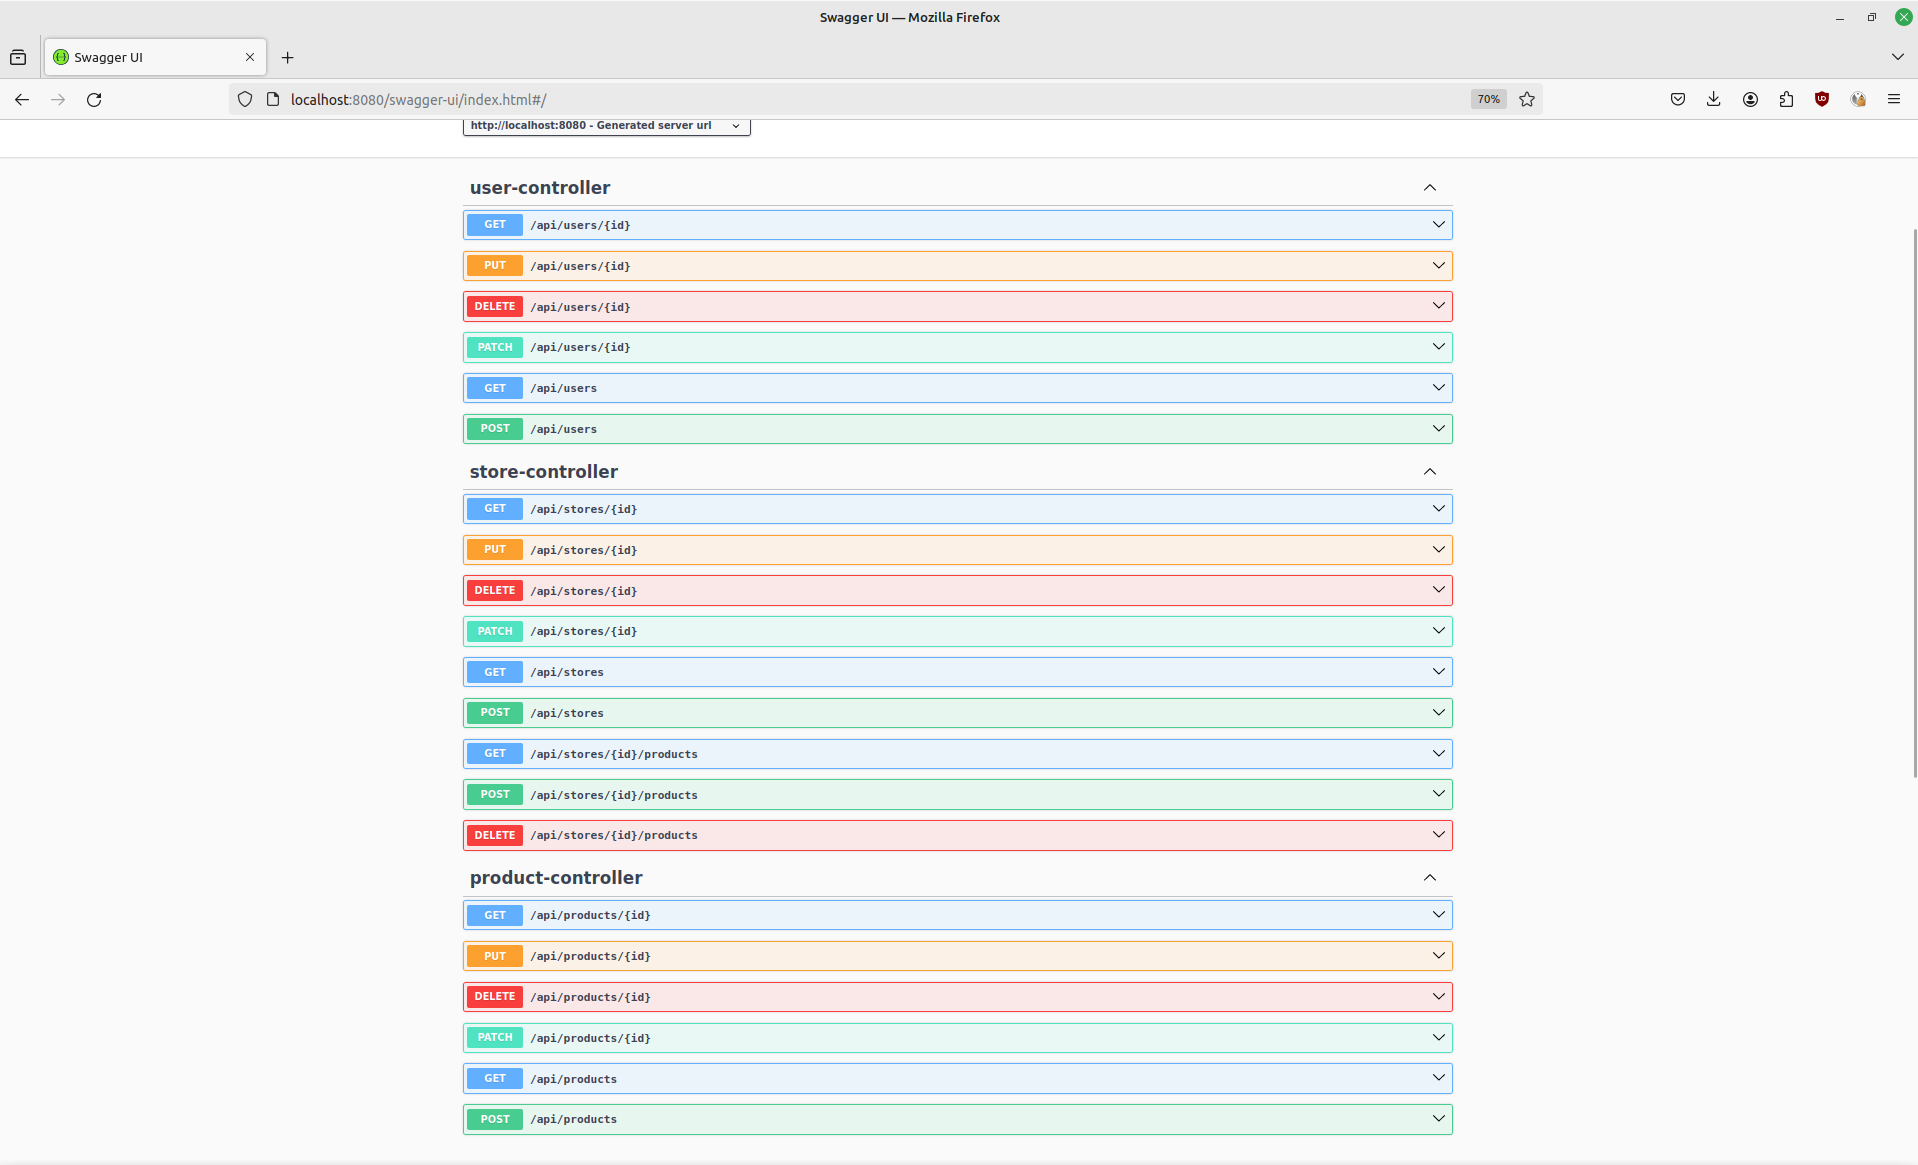 Swagger UI — Mozilla Firefox
Swagger UI
localhost:8080/swagger-ui/index.html#/
70%
http://localhost:8080 - Generated server url
user-controller
GET /api/users/{id}
PUT /api/users/{id}
DELETE /api/users/{id}
PATCH /api/users/{id}
GET /api/users
POST /api/users
store-controller
GET /api/stores/{id}
PUT /api/stores/{id}
DELETE /api/stores/{id}
PATCH /api/stores/{id}
GET /api/stores
POST /api/stores
GET /api/stores/{id}/products
POST /api/stores/{id}/products
DELETE /api/stores/{id}/products
product-controller
GET /api/products/{id}
PUT /api/products/{id}
DELETE /api/products/{id}
PATCH /api/products/{id}
GET /api/products
POST /api/products